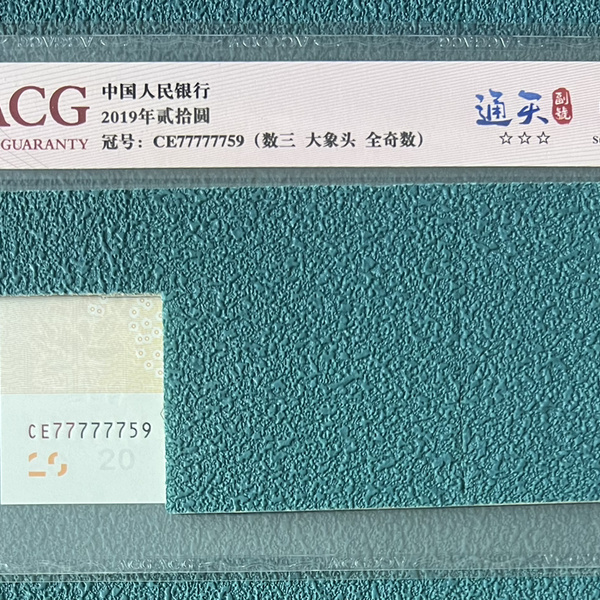 ACG
GUARANTY
中国人民银行
2019年贰拾圆
冠号：CE77777759（数三 大象头 全奇数）
通天
副號
☆☆☆
CE77777759
20